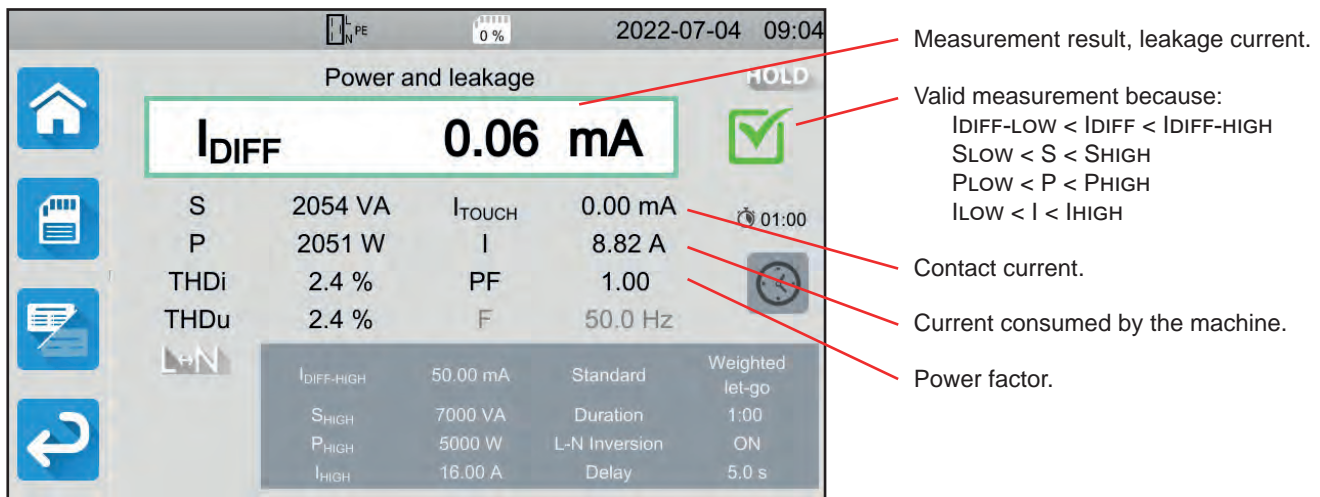 L N PE 0 % 2022-07-04 09:04
Power and leakage HOLD
IDIFF 0.06 mA
S 2054 VA ITOUCH 0.00 mA 01:00
P 2051 W I 8.82 A
THDi 2.4 % PF 1.00
THDu 2.4 % F 50.0 Hz
L↔N
IDIFF-HIGH 50.00 mA Standard Weighted let-go
SHIGH 7000 VA Duration 1:00
PHIGH 5000 W L-N Inversion ON
IHIGH 16.00 A Delay 5.0 s
Measurement result, leakage current.
Valid measurement because:
IDIFF-LOW < IDIFF < IDIFF-HIGH
SLOW < S < SHIGH
PLOW < P < PHIGH
ILOW < I < IHIGH
Contact current.
Current consumed by the machine.
Power factor.